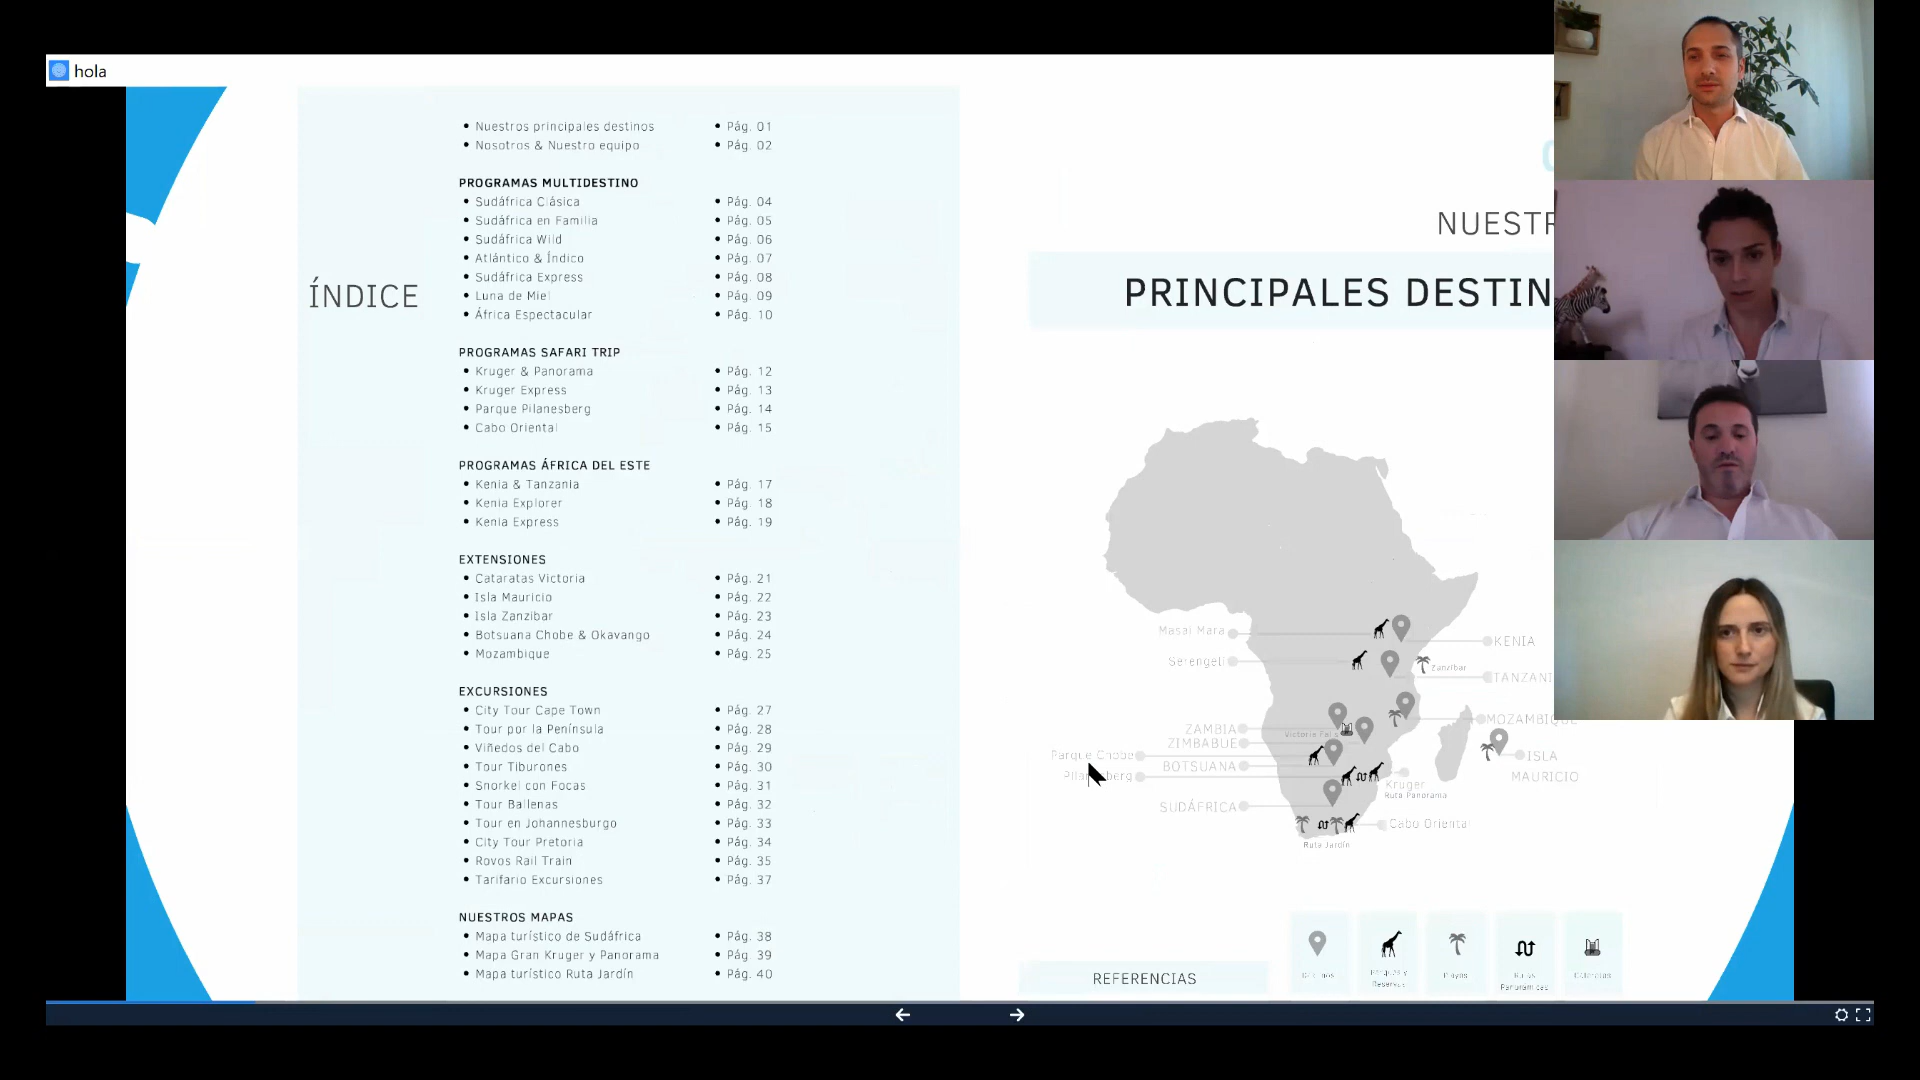 hola
ÍNDICE
• Nuestros principales destinos • Pág. 01
• Nosotros & Nuestro equipo • Pág. 02
PROGRAMAS MULTIDESTINO
• Sudáfrica Clásica • Pág. 04
• Sudáfrica en Familia • Pág. 05
• Sudáfrica Wild • Pág. 06
• Atlántico & Índico • Pág. 07
• Sudáfrica Express • Pág. 08
• Luna de Miel • Pág. 09
• África Espectacular • Pág. 10
PROGRAMAS SAFARI TRIP
• Kruger & Panorama • Pág. 12
• Kruger Express • Pág. 13
• Parque Pilanesberg • Pág. 14
• Cabo Oriental • Pág. 15
PROGRAMAS ÁFRICA DEL ESTE
• Kenia & Tanzania • Pág. 17
• Kenia Explorer • Pág. 18
• Kenia Express • Pág. 19
EXTENSIONES
• Cataratas Victoria • Pág. 21
• Isla Mauricio • Pág. 22
• Isla Zanzibar • Pág. 23
• Botsuana Chobe & Okavango • Pág. 24
• Mozambique • Pág. 25
EXCURSIONES
• City Tour Cape Town • Pág. 27
• Tour por la Península • Pág. 28
• Viñedos del Cabo • Pág. 29
• Tour Tiburones • Pág. 30
• Snorkel con Focas • Pág. 31
• Tour Ballenas • Pág. 32
• Tour en Johannesburgo • Pág. 33
• City Tour Pretoria • Pág. 34
• Rovos Rail Train • Pág. 35
• Tarifario Excursiones • Pág. 37
NUESTROS MAPAS
• Mapa turístico de Sudáfrica • Pág. 38
• Mapa Gran Kruger y Panorama • Pág. 39
• Mapa turístico Ruta Jardín • Pág. 40
NUESTR
PRINCIPALES DESTIN
Masai Mara
KENIA
Serengeti
Zanzibar
TANZANI
MOZAMBIQUE
ZAMBIA
Victoria Falls
ZIMBABUE
Parque Chobe
ISLA
MAURICIO
BOTSUANA
Kruger
Ruta Panorama
SUDÁFRICA
Cabo Oriental
Ruta Jardín
REFERENCIAS